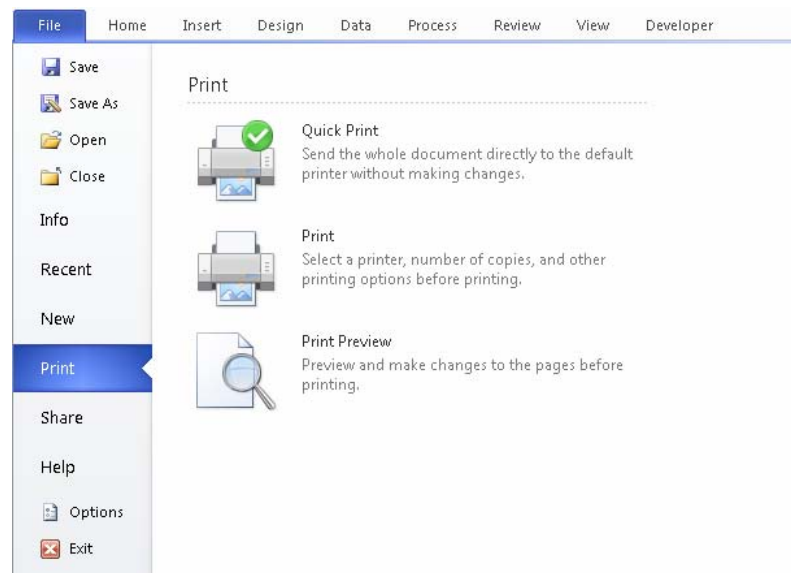 File Home Insert Design Data Process Review View Developer
Save
Save As
Open
Close
Info
Recent
New
Print
Share
Help
Options
Exit
Print
Quick Print
Send the whole document directly to the default
printer without making changes.
Print
Select a printer, number of copies, and other
printing options before printing.
Print Preview
Preview and make changes to the pages before
printing.